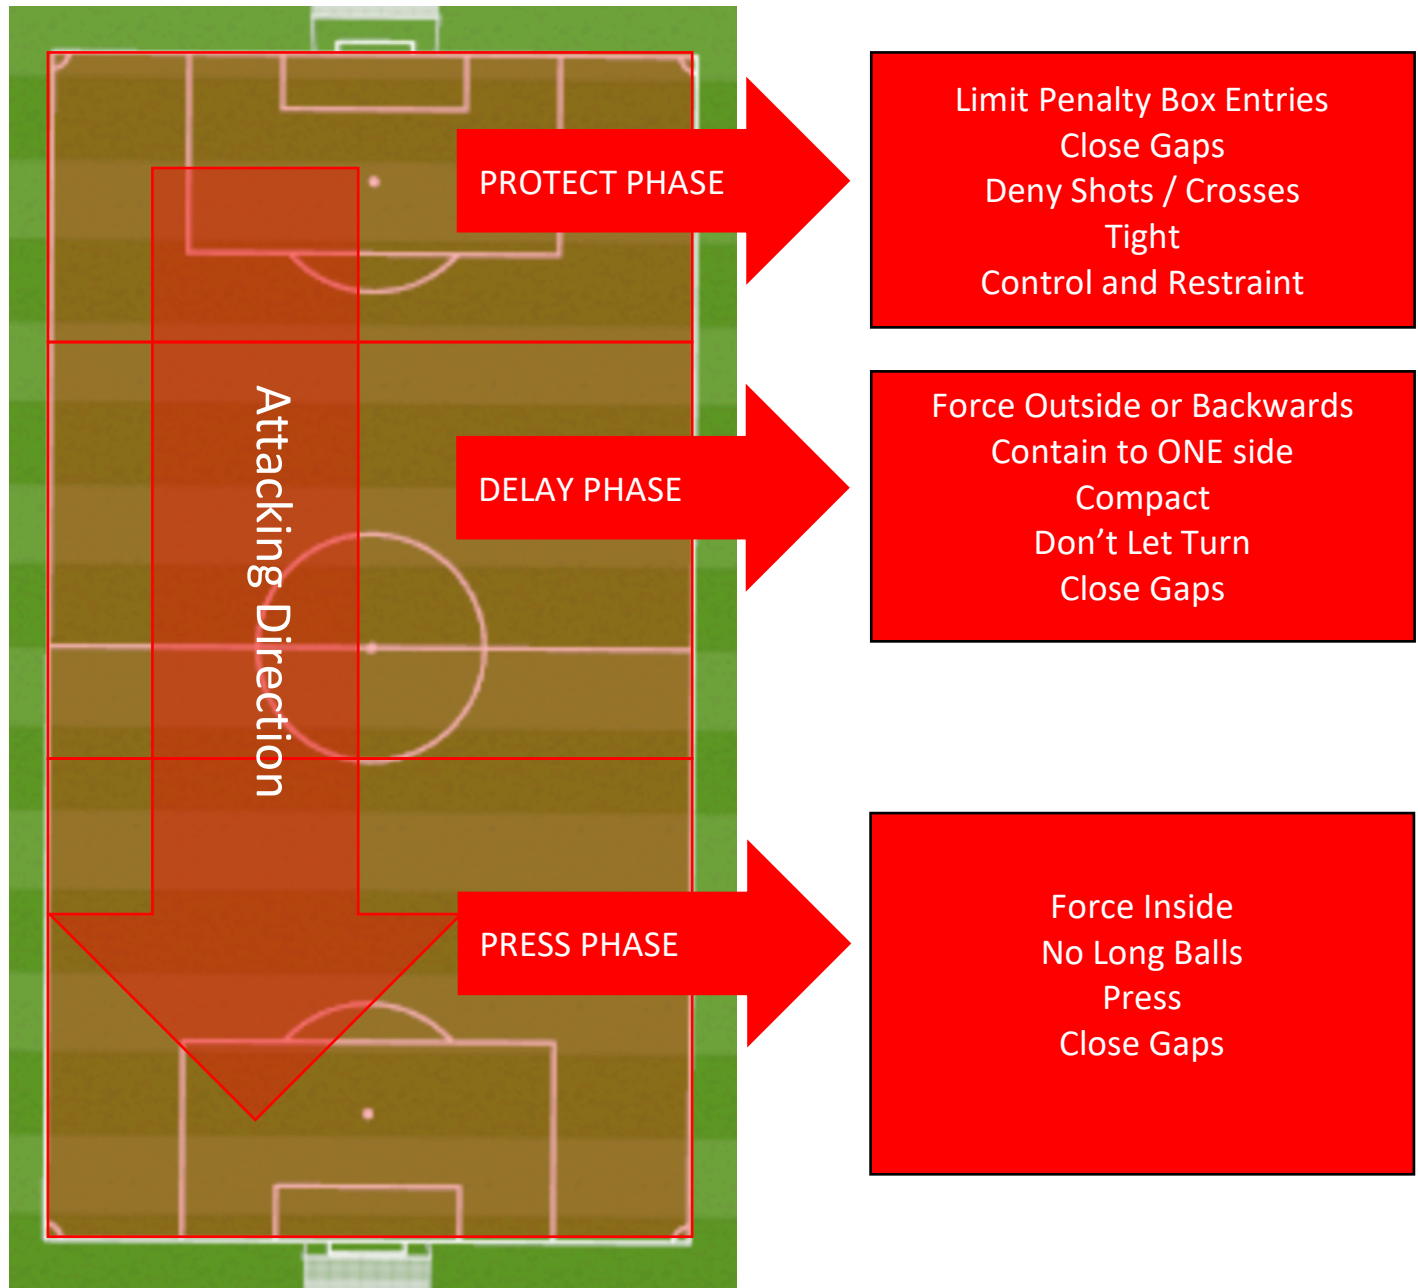 PROTECT PHASE
Limit Penalty Box Entries
Close Gaps
Deny Shots / Crosses
Tight
Control and Restraint
Attacking Direction
DELAY PHASE
Force Outside or Backwards
Contain to ONE side
Compact
Don’t Let Turn
Close Gaps
PRESS PHASE
Force Inside
No Long Balls
Press
Close Gaps